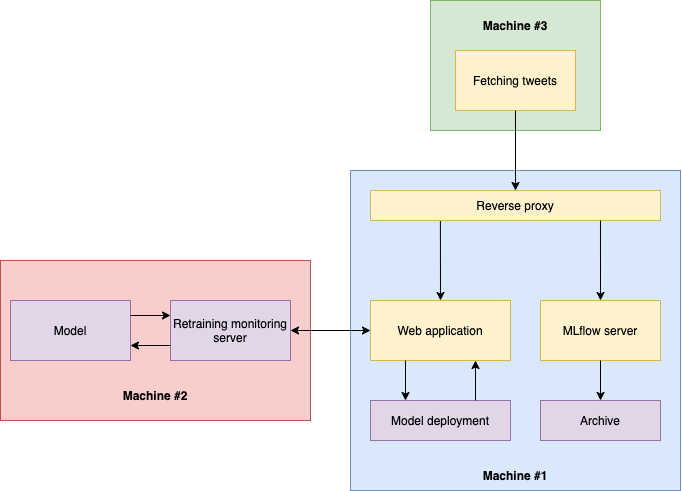 Machine #3
Fetching tweets
Reverse proxy
Model
Retraining monitoring
server
Web application
MLflow server
Machine #2
Model deployment
Archive
Machine #1